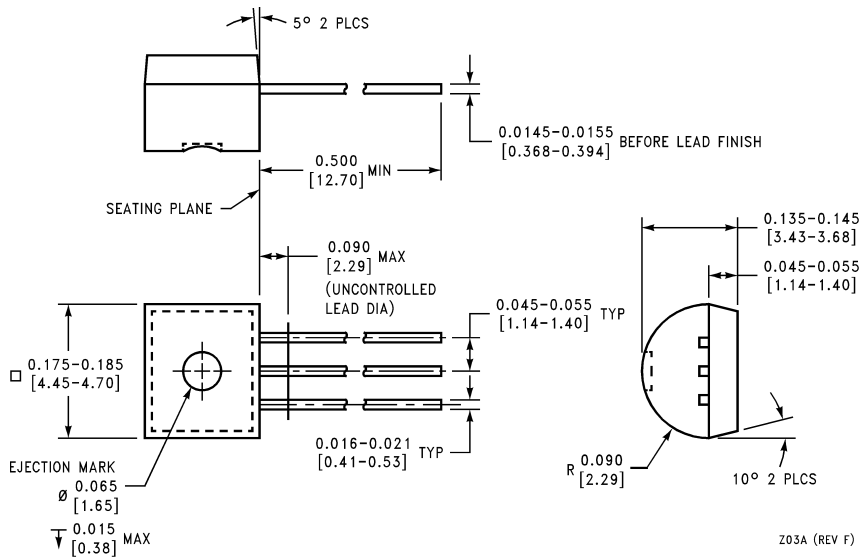 5° 2 PLCS
0.0145-0.0155
[0.368-0.394]
BEFORE LEAD FINISH
0.500
[12.70]
MIN
SEATING PLANE
0.135-0.145
[3.43-3.68]
0.090
[2.29]
MAX
(UNCONTROLLED
LEAD DIA)
0.045-0.055
[1.14-1.40]
0.045-0.055
[1.14-1.40]
TYP
□ 0.175-0.185
[4.45-4.70]
0.016-0.021
[0.41-0.53]
TYP
EJECTION MARK
ø 0.065
[1.65]
0.015
[0.38]
MAX
R 0.090
[2.29]
10° 2 PLCS
Z03A (REV F)